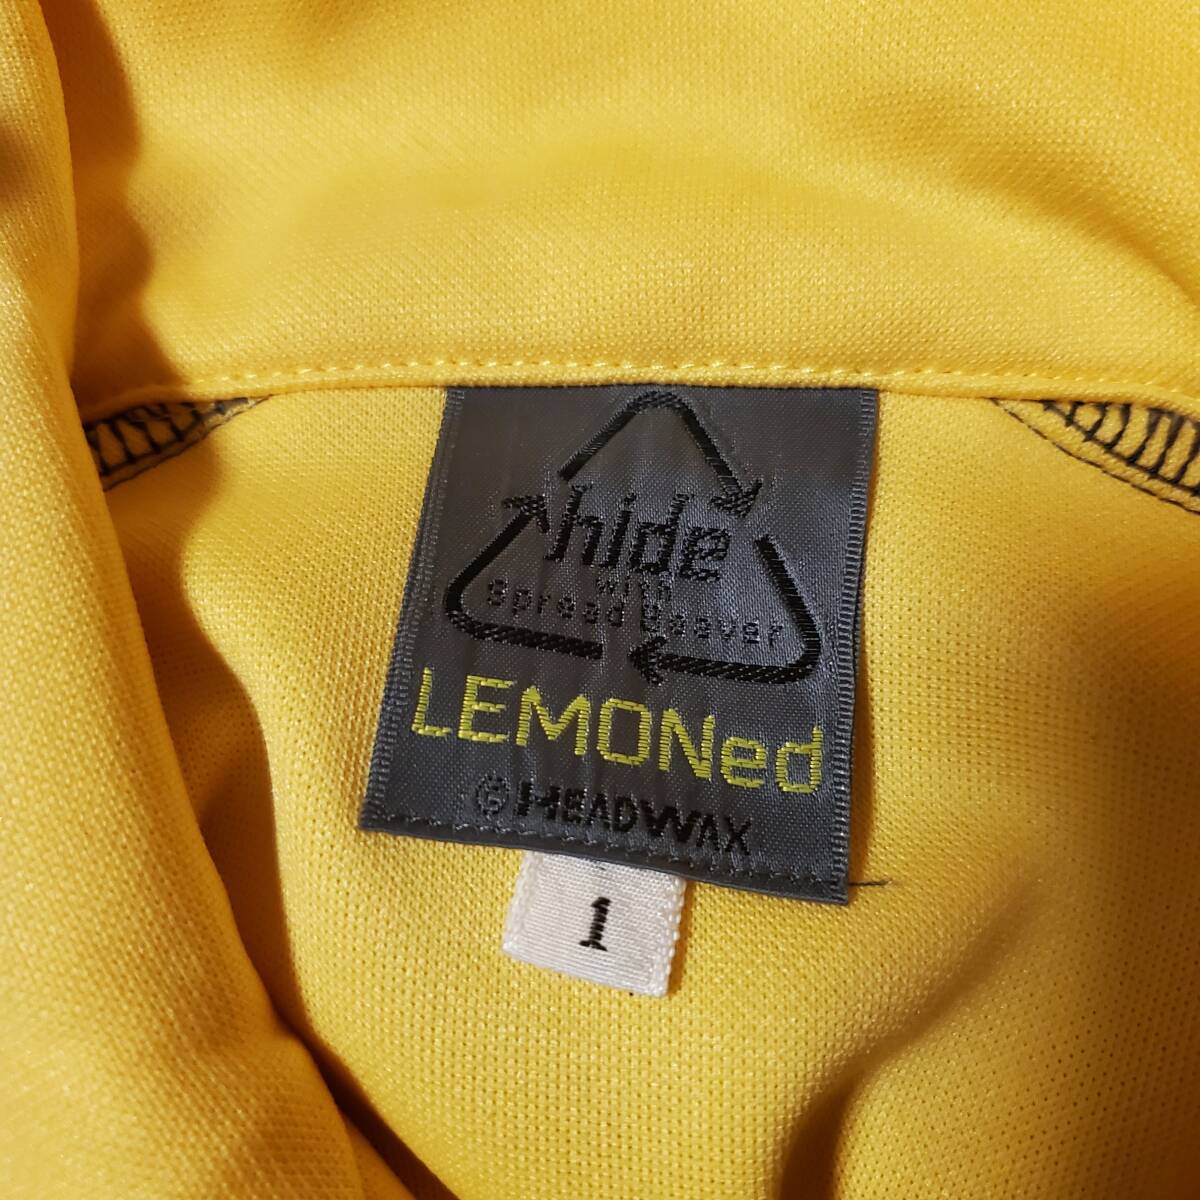 hide
with
Spread Beaver
LEMONed
© HEADWAX
1